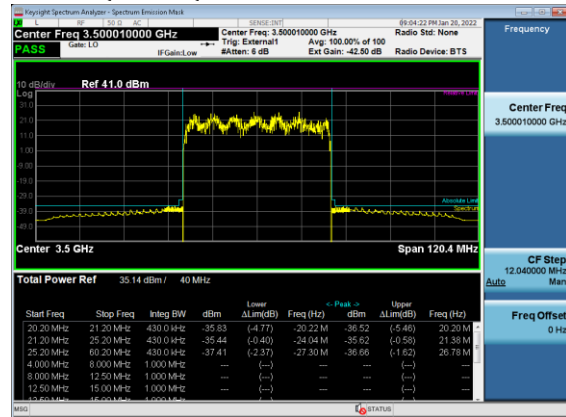 Keysight Spectrum Analyzer - Spectrum Emission Mask
L RF 50 Ω AC SENSE:INT 09:04:22 PM Jan 20, 2022
Center Freq 3.500010000 GHz Center Freq: 3.500010000 GHz Radio Std: None Frequency
PASS Gate: LO IFGain:Low Trig: External1 Avg: 100.00% of 100
#Atten: 6 dB Ext Gain: -42.50 dB Radio Device: BTS
10 dB/div Ref 41.0 dBm
Log
31.0
21.0
11.0
1.00
-9.00
-19.0
-29.0
-39.0
-49.0
Absolute Limit
Spectrum
Center 3.5 GHz Span 120.4 MHz
Center Freq
3.500010000 GHz
CF Step
12.040000 MHz
Auto Man
Freq Offset
0 Hz
Total Power Ref 35.14 dBm / 40 MHz
Lower <- Peak -> Upper
Start Freq Stop Freq Integ BW dBm ΔLim(dB) Freq (Hz) dBm ΔLim(dB) Freq (Hz)
20.20 MHz 21.20 MHz 430.0 kHz -35.83 (-4.77) -20.22 M -36.52 (-5.46) 20.20 M
21.20 MHz 25.20 MHz 430.0 kHz -35.44 (-0.40) -24.04 M -35.62 (-0.58) 21.38 M
25.20 MHz 60.20 MHz 430.0 kHz -37.41 (-2.37) -27.30 M -36.66 (-1.62) 26.78 M
4.000 MHz 8.000 MHz 1.000 MHz --- (---) --- (---) ---
8.000 MHz 12.50 MHz 1.000 MHz --- (---) --- (---) ---
12.50 MHz 15.00 MHz 1.000 MHz --- (---) --- (---) ---
MSG STATUS